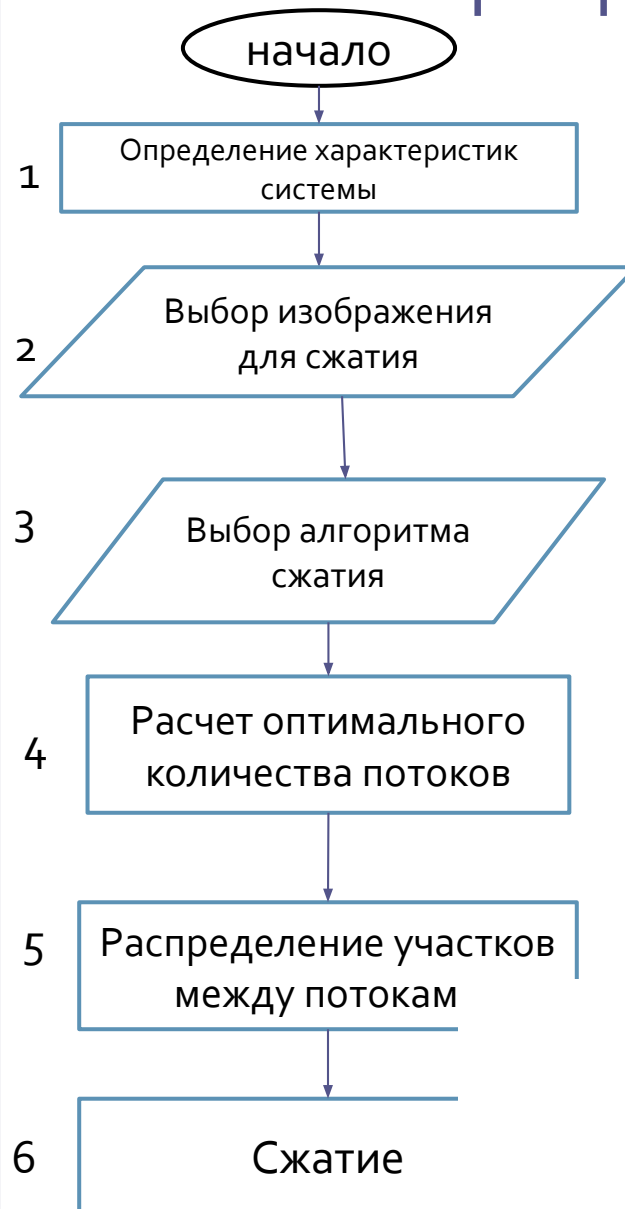 начало
1
Определение характеристик
системы
2
Выбор изображения
для сжатия
3
Выбор алгоритма
сжатия
4
Расчет оптимального
количества потоков
5
Распределение участков
между потокам
6
Сжатие